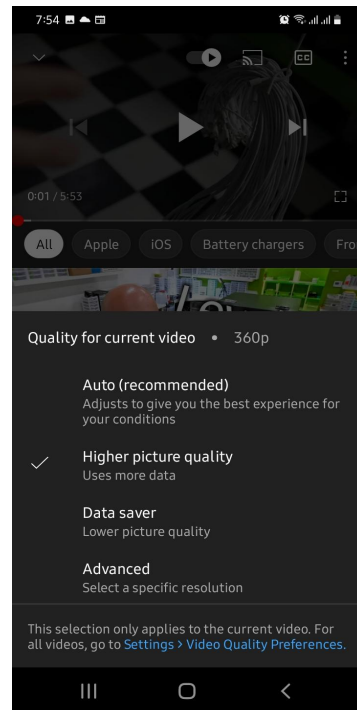 7:54
CC
0:01 / 5:53
All Apple iOS Battery chargers Fro
Quality for current video • 360p
Auto (recommended)
Adjusts to give you the best experience for
your conditions
Higher picture quality
Uses more data
Data saver
Lower picture quality
Advanced
Select a specific resolution
This selection only applies to the current video. For
all videos, go to Settings > Video Quality Preferences.